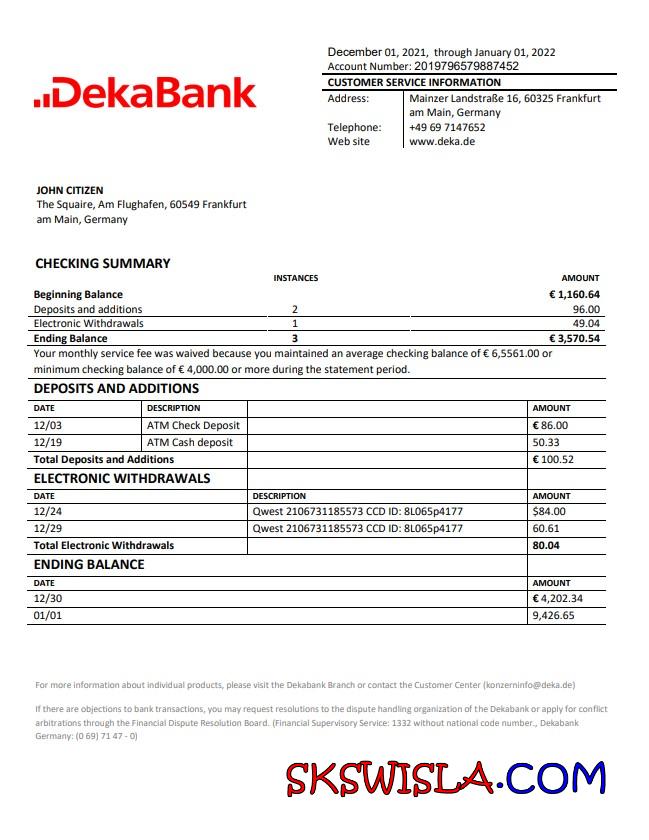 December 01, 2021, through January 01, 2022
Account Number: 2019796579887452
DekaBank
CUSTOMER SERVICE INFORMATION
Address: Mainzer Landstraße 16, 60325 Frankfurt
am Main, Germany
Telephone: +49 69 7147652
Web site www.deka.de
JOHN CITIZEN
The Squaire, Am Flughafen, 60549 Frankfurt
am Main, Germany
CHECKING SUMMARY
INSTANCES AMOUNT
Beginning Balance € 1,160.64
Deposits and additions 2 96.00
Electronic Withdrawals 1 49.04
Ending Balance 3 € 3,570.54
Your monthly service fee was waived because you maintained an average checking balance of € 6,5561.00 or
minimum checking balance of € 4,000.00 or more during the statement period.
DEPOSITS AND ADDITIONS
DATE DESCRIPTION AMOUNT
12/03 ATM Check Deposit € 86.00
12/19 ATM Cash deposit 50.33
Total Deposits and Additions € 100.52
ELECTRONIC WITHDRAWALS
DATE DESCRIPTION AMOUNT
12/24 Qwest 2106731185573 CCD ID: 8L065p4177 $84.00
12/29 Qwest 2106731185573 CCD ID: 8L065p4177 60.61
Total Electronic Withdrawals 80.04
ENDING BALANCE
DATE AMOUNT
12/30 € 4,202.34
01/01 9,426.65
For more information about individual products, please visit the Dekabank Branch or contact the Customer Center (konzerninfo@deka.de)
If there are objections to bank transactions, you may request resolutions to the dispute handling organization of the Dekabank or apply for conflict
arbitrations through the Financial Dispute Resolution Board. (Financial Supervisory Service: 1332 without national code number., Dekabank
Germany: (0 69) 71 47 - 0)
SKSWISLA.COM